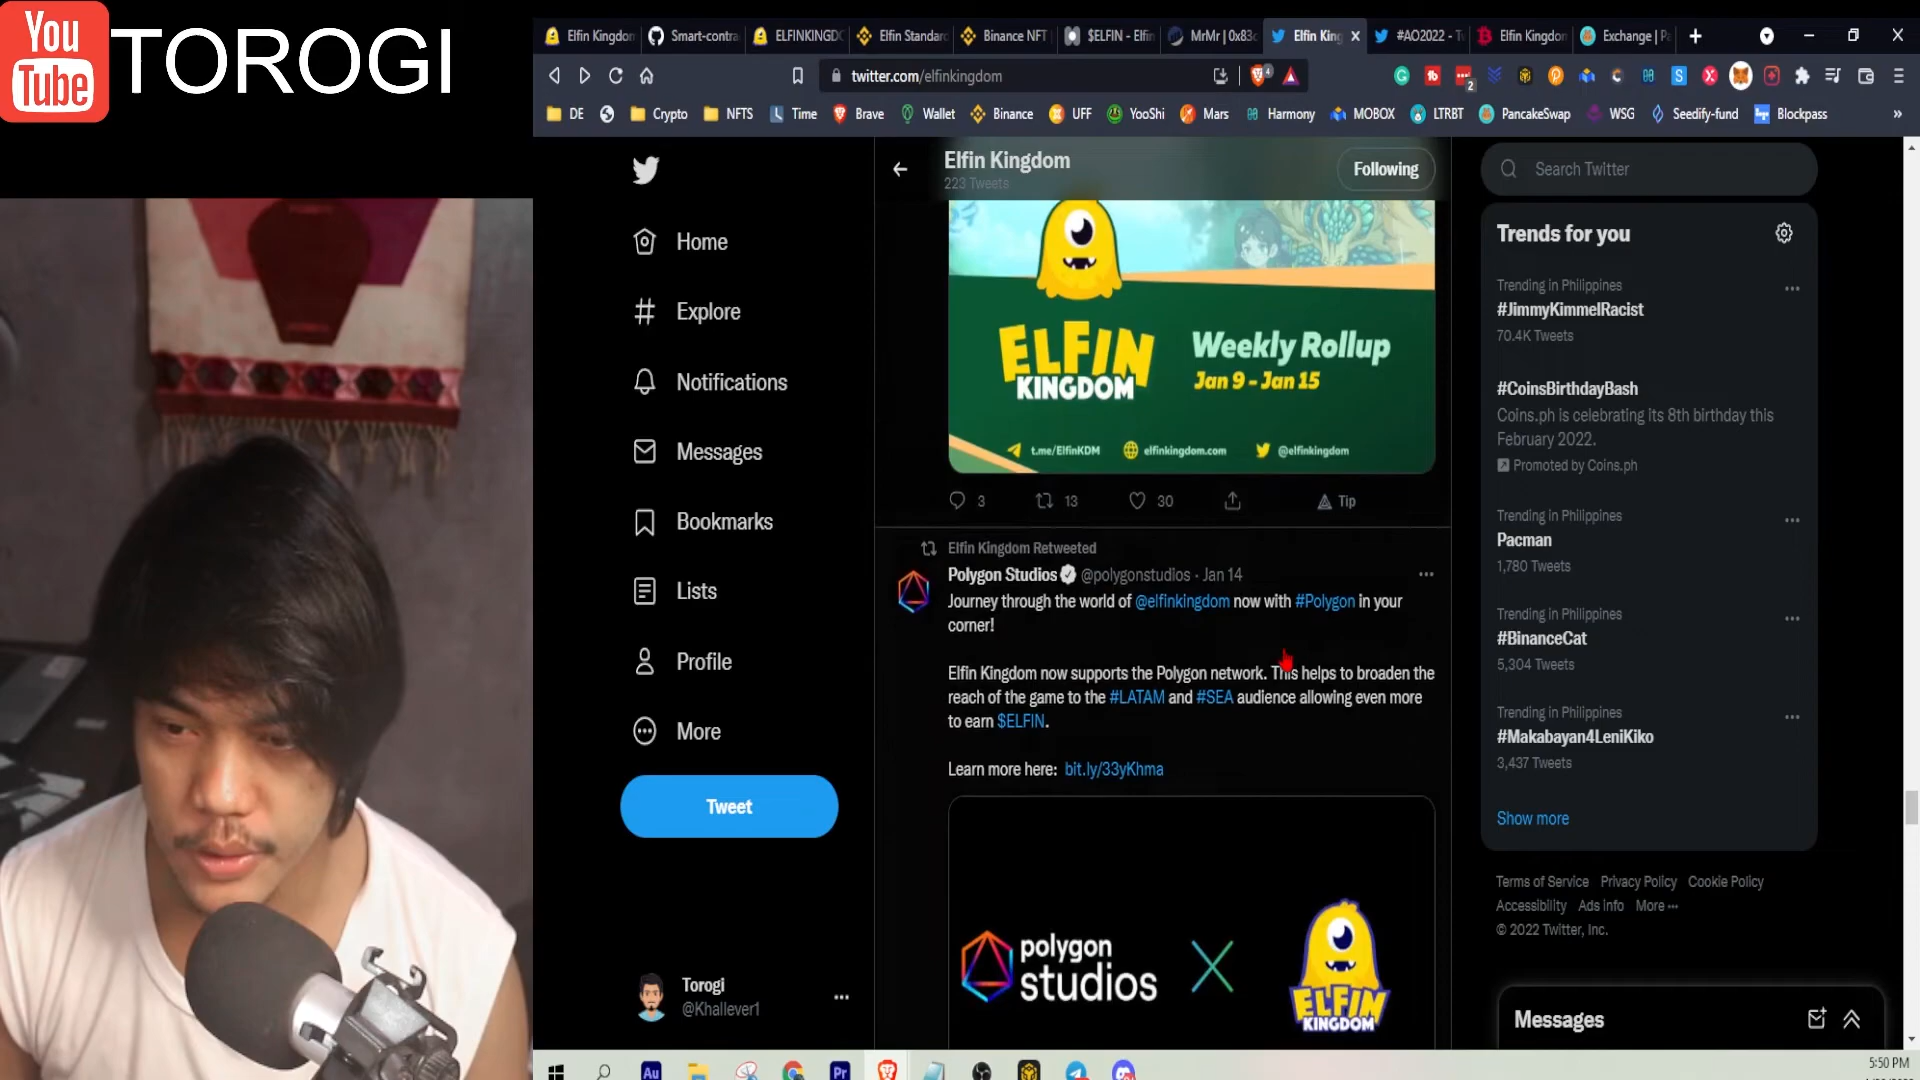 You
Tube
TOROGI
Elfin Kingdon
Smart-contra
ELFINKINGDO
Elfin Standard
Binance NFT
$ELFIN - Elfin
MrMr | 0x83c
Elfin King
#AO2022 - Tw
Elfin Kingdom
Exchange | Pa
twitter.com/elfinkingdom
DE
Crypto
NFTS
Time
Brave
Wallet
Binance
UFF
YooShi
Mars
Harmony
MOBOX
LTRBT
PancakeSwap
WSG
Seedify-fund
Blockpass
»
Elfin Kingdom
223 Tweets
Following
Search Twitter
Home
Explore
Notifications
Messages
Bookmarks
Lists
Profile
More
Tweet
Torogi
@Khallever1
ELFIN
KINGDOM
Weekly Rollup
Jan 9 - Jan 15
t.me/ElfinKDM
elfinkingdom.com
@elfinkingdom
3
13
30
Tip
Elfin Kingdom Retweeted
Polygon Studios @polygonstudios · Jan 14
Journey through the world of @elfinkingdom now with #Polygon in your
corner!
Elfin Kingdom now supports the Polygon network. This helps to broaden the
reach of the game to the #LATAM and #SEA audience allowing even more
to earn $ELFIN.
Learn more here: bit.ly/33yKhma
polygon
studios
ELFIN
KINGDOM
Trends for you
Trending in Philippines
#JimmyKimmelRacist
70.4K Tweets
#CoinsBirthdayBash
Coins.ph is celebrating its 8th birthday this
February 2022.
Promoted by Coins.ph
Trending in Philippines
Pacman
1,780 Tweets
Trending in Philippines
#BinanceCat
5,304 Tweets
Trending in Philippines
#Makabayan4LeniKiko
3,437 Tweets
Show more
Terms of Service Privacy Policy Cookie Policy
Accessibility Ads info More
© 2022 Twitter, Inc.
Messages
Au
Pr
5:50 PM